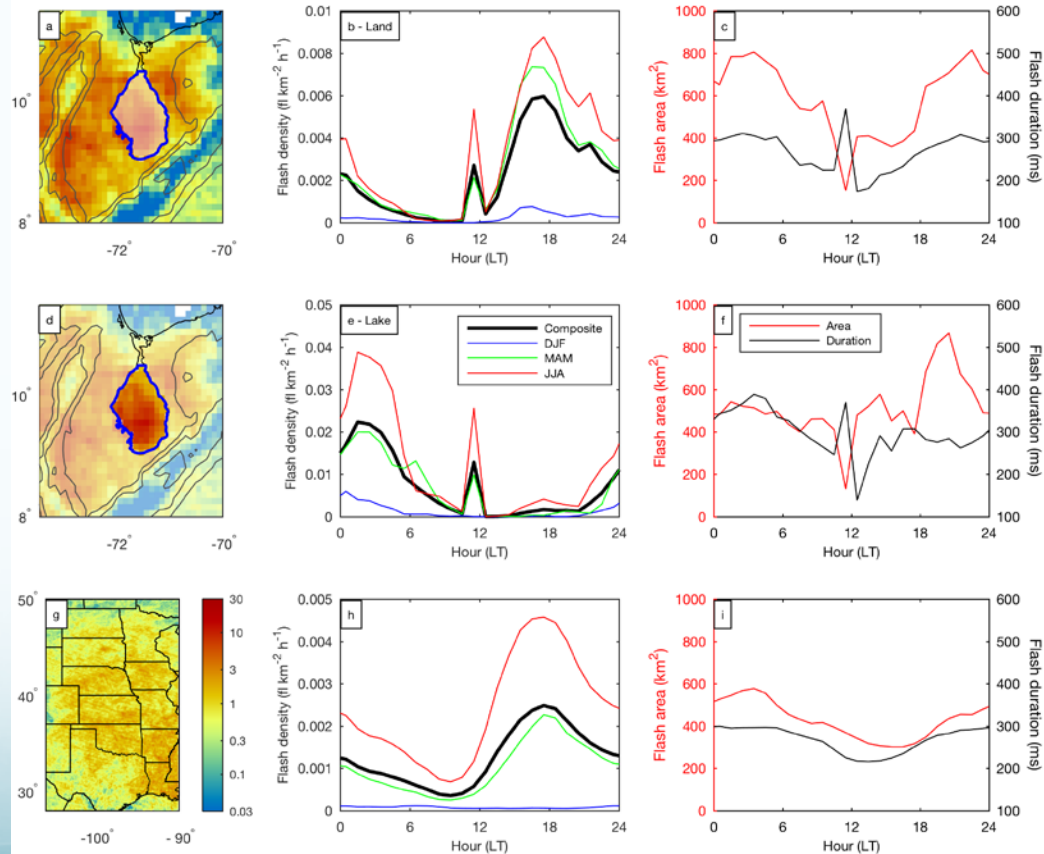 a
10°
8°
-72°
-70°
b - Land
Flash density (fl km⁻² h⁻¹)
0.01
0.008
0.006
0.004
0.002
0
0 6 12 18 24
Hour (LT)
c
Flash area (km²)
1000
800
600
400
200
0
0 6 12 18 24
Hour (LT)
600
500
400
300
200
100
Flash duration (ms)
d
10°
8°
-72°
-70°
e - Lake
Composite
DJF
MAM
JJA
Flash density (fl km⁻² h⁻¹)
0.05
0.04
0.03
0.02
0.01
0
0 6 12 18 24
Hour (LT)
f
Area
Duration
Flash area (km²)
1000
800
600
400
200
0
0 6 12 18 24
Hour (LT)
600
500
400
300
200
100
Flash duration (ms)
g
50°
40°
30°
-100°
- 90°
30
10
3
1
0.3
0.1
0.03
h
Flash density (fl km⁻² h⁻¹)
0.005
0.004
0.003
0.002
0.001
0
0 6 12 18 24
Hour (LT)
i
Flash area (km²)
1000
800
600
400
200
0
0 6 12 18 24
Hour (LT)
600
500
400
300
200
100
Flash duration (ms)